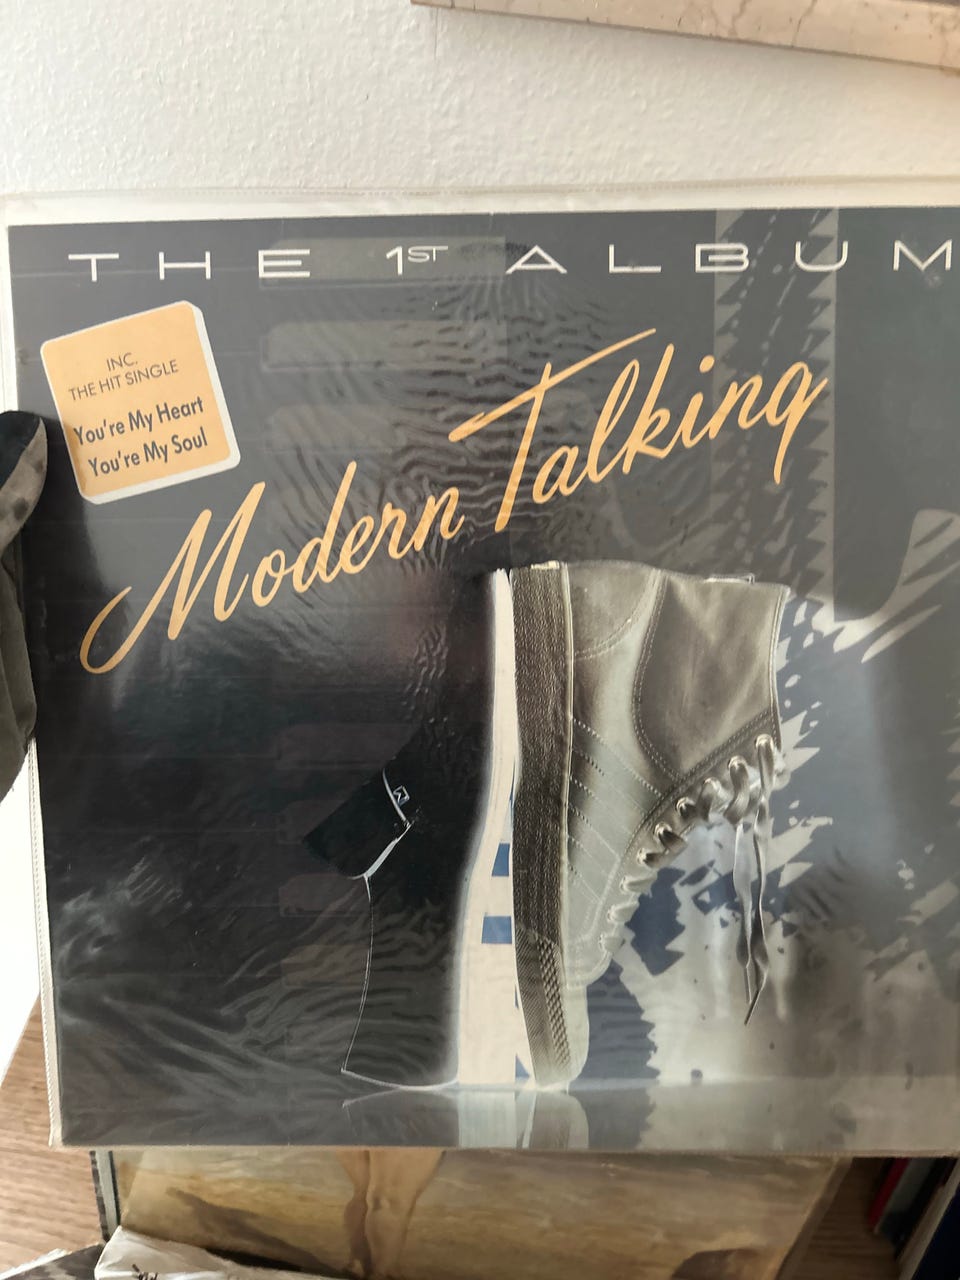 THE 1ST ALBUM
INC.
THE HIT SINGLE
You're My Heart
You're My Soul
Modern Talking